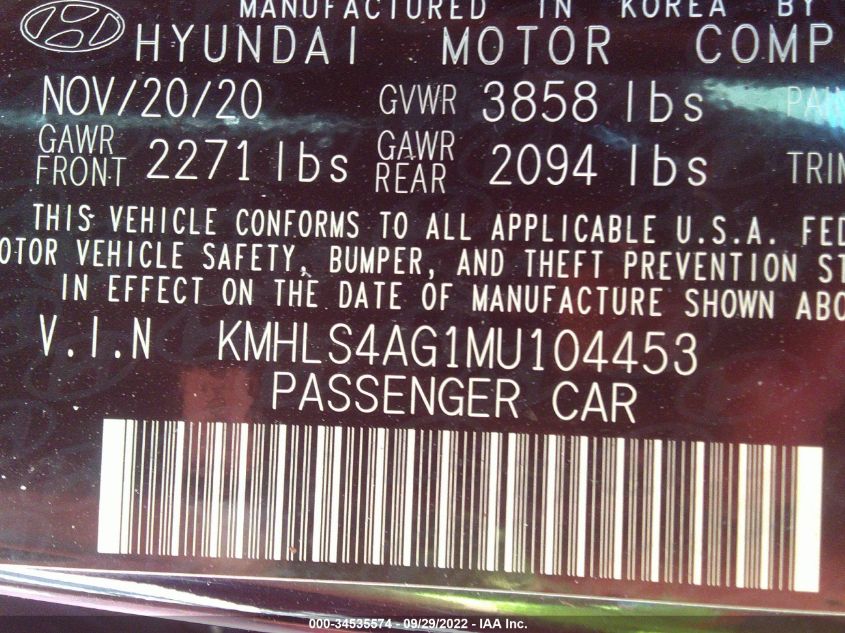 MANUFACTURED IN KOREA BY
HYUNDAI MOTOR COMP
NOV/20/20 GVWR 3858 lbs PAIN
GAWR FRONT 2271 lbs GAWR REAR 2094 lbs TRIM
THIS VEHICLE CONFORMS TO ALL APPLICABLE U.S.A. FED
OTOR VEHICLE SAFETY, BUMPER, AND THEFT PREVENTION ST
IN EFFECT ON THE DATE OF MANUFACTURE SHOWN ABO
V.I.N KMHLS4AG1MU104453
PASSENGER CAR
000-34535574 - 09/29/2022 - IAA Inc.